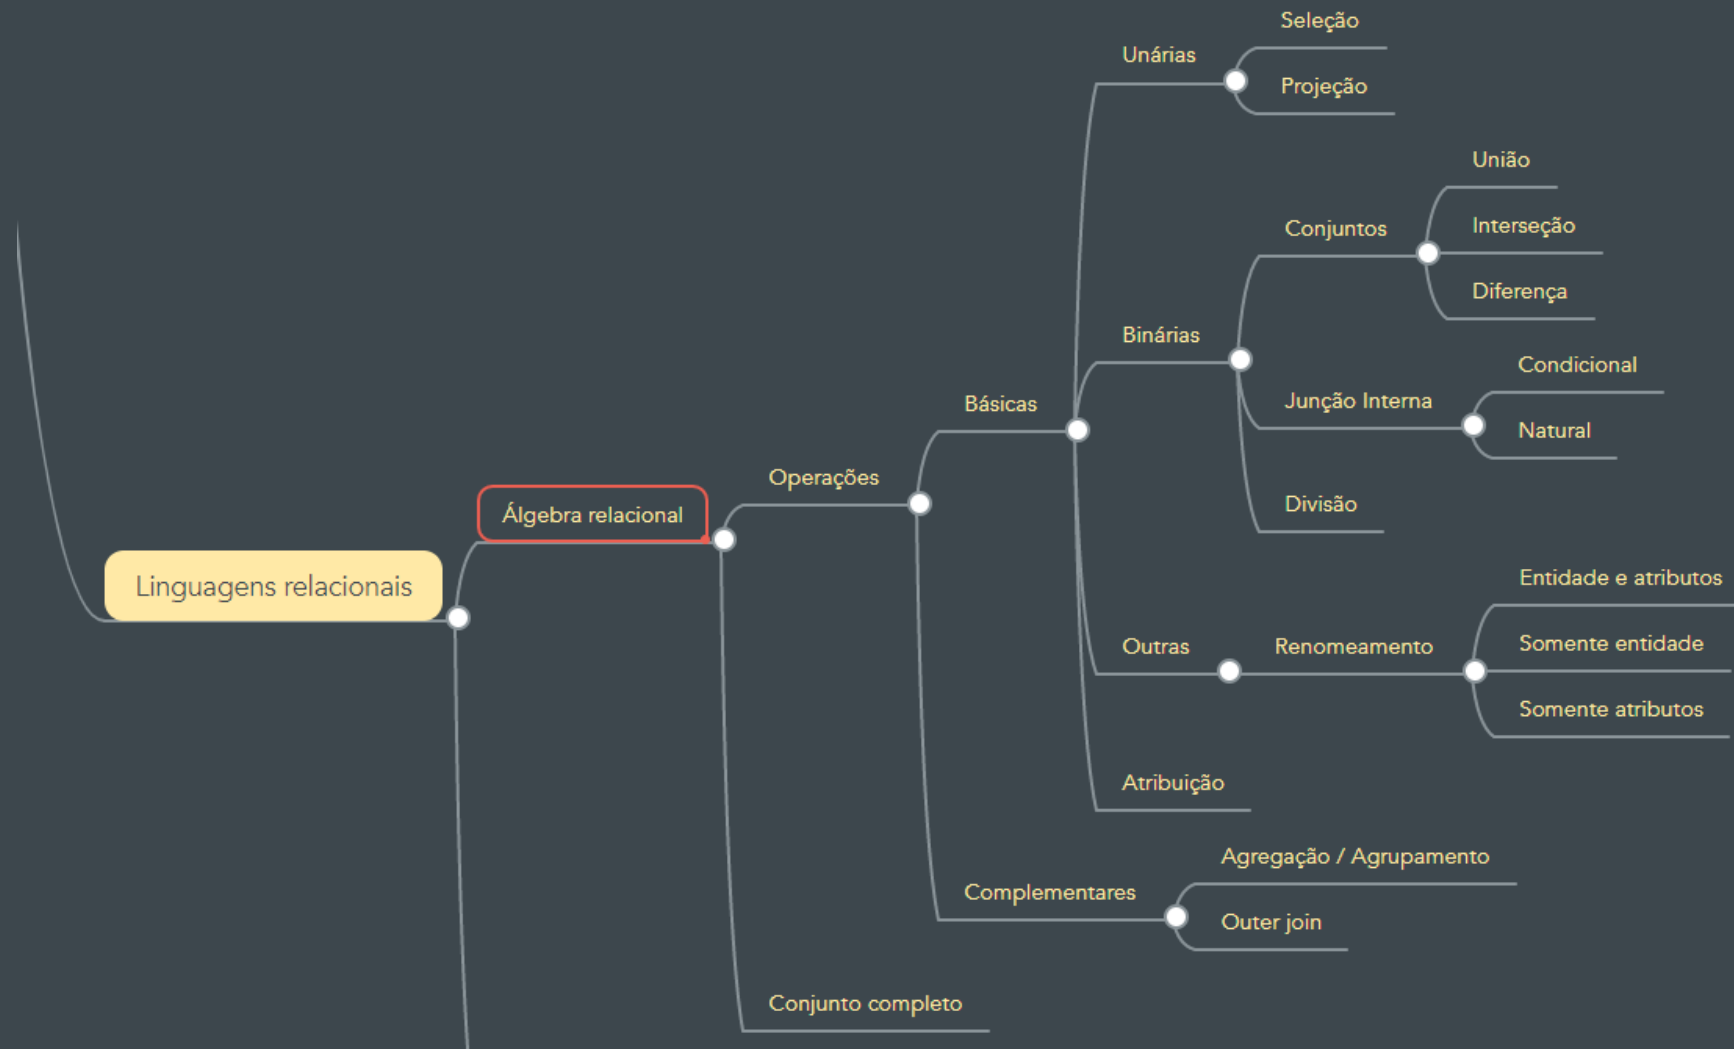 Seleção
Unárias
Projeção
União
Interseção
Conjuntos
Diferença
Binárias
Condicional
Junção Interna
Natural
Básicas
Operações
Divisão
Álgebra relacional
Linguagens relacionais
Entidade e atributos
Outras
Renomeamento
Somente entidade
Somente atributos
Atribuição
Agregação / Agrupamento
Complementares
Outer join
Conjunto completo